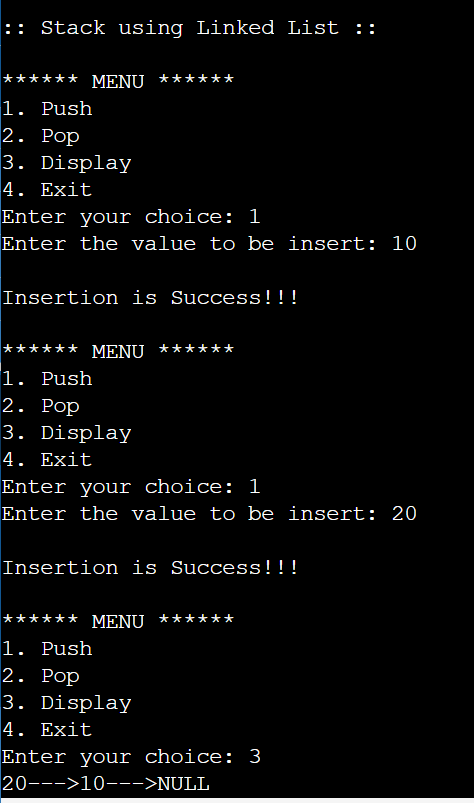 :: Stack using Linked List ::
****** MENU ******
1. Push
2. Pop
3. Display
4. Exit
Enter your choice: 1
Enter the value to be insert: 10
Insertion is Success!!!
****** MENU ******
1. Push
2. Pop
3. Display
4. Exit
Enter your choice: 1
Enter the value to be insert: 20
Insertion is Success!!!
****** MENU ******
1. Push
2. Pop
3. Display
4. Exit
Enter your choice: 3
20--->10--->NULL